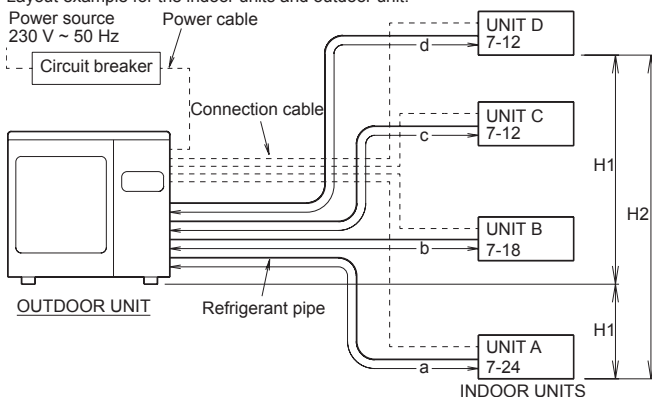 Layout example for the indoor units and outdoor unit.
Power source
230 V ~ 50 Hz
Power cable
Circuit breaker
Connection cable
UNIT D
7-12
d
UNIT C
7-12
c
H1
H2
UNIT B
7-18
b
OUTDOOR UNIT
Refrigerant pipe
H1
UNIT A
7-24
a
INDOOR UNITS